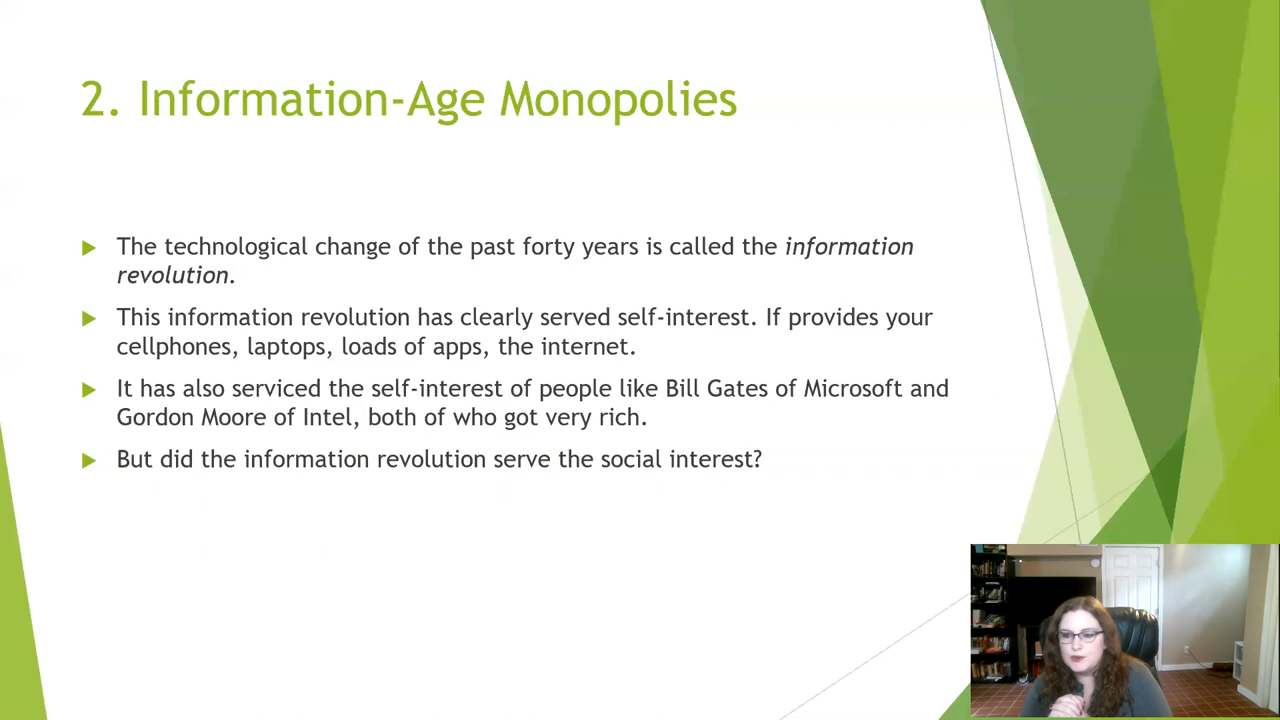 2. Information-Age Monopolies
The technological change of the past forty years is called the information
revolution.
This information revolution has clearly served self-interest. If provides your
cellphones, laptops, loads of apps, the internet.
It has also serviced the self-interest of people like Bill Gates of Microsoft and
Gordon Moore of Intel, both of who got very rich.
But did the information revolution serve the social interest?